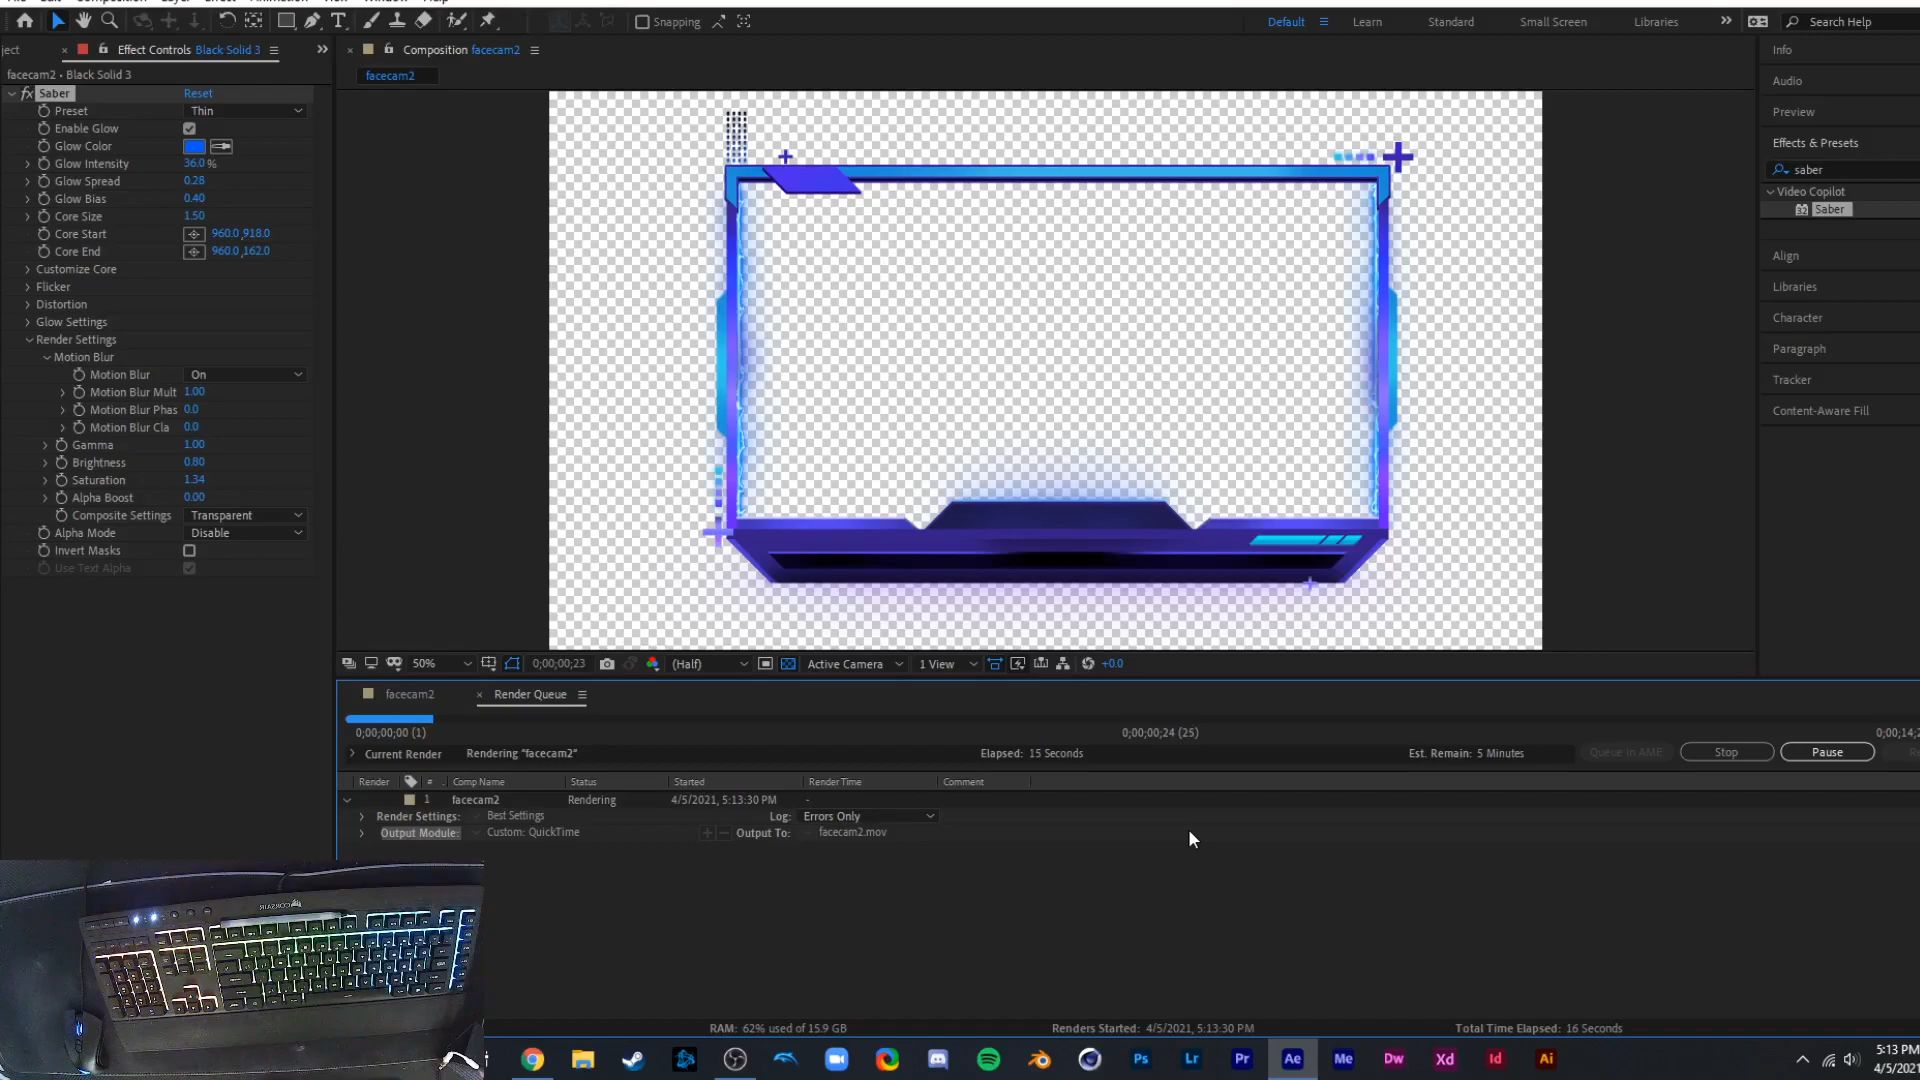 Default Learn Standard Small Screen Libraries Search Help
Snapping
ject Effect Controls Black Solid 3
Composition facecam2
facecam2 • Black Solid 3
facecam2
fx Saber Reset
Preset Thin
Enable Glow
Glow Color
Glow Intensity 36.0 %
Glow Spread 0.28
Glow Bias 0.40
Core Size 1.50
Core Start 960.0,918.0
Core End 960.0,162.0
Customize Core
Flicker
Distortion
Glow Settings
Render Settings
Motion Blur
Motion Blur On
Motion Blur Mult 1.00
Motion Blur Phas 0.0
Motion Blur Cla 0.0
Gamma 1.00
Brightness 0.80
Saturation 1.34
Alpha Boost 0.00
Composite Settings Transparent
Alpha Mode Disable
Invert Masks
Use Text Alpha
Info
Audio
Preview
Effects & Presets
saber
Video Copilot
32 Saber
Align
Libraries
Character
Paragraph
Tracker
Content-Aware Fill
50% 0;00;00;23 (Half) Active Camera 1 View +0.0
facecam2 Render Queue
0;00;00;00 (1) 0;00;00;24 (25) 0;00;14;2
Current Render Rendering "facecam2" Elapsed: 15 Seconds Est. Remain: 5 Minutes Queue in AME Stop Pause
Render # Comp Name Status Started Render Time Comment
1 facecam2 Rendering 4/5/2021, 5:13:30 PM -
Render Settings: Best Settings Log: Errors Only
Output Module: Custom: QuickTime Output To: facecam2.mov
CORSAIR
RAM: 62% used of 15.9 GB Renders Started: 4/5/2021, 5:13:30 PM Total Time Elapsed: 16 Seconds
Ps Lr Pr Ae Me Dw Xd Id Ai
5:13 PM
4/5/2021